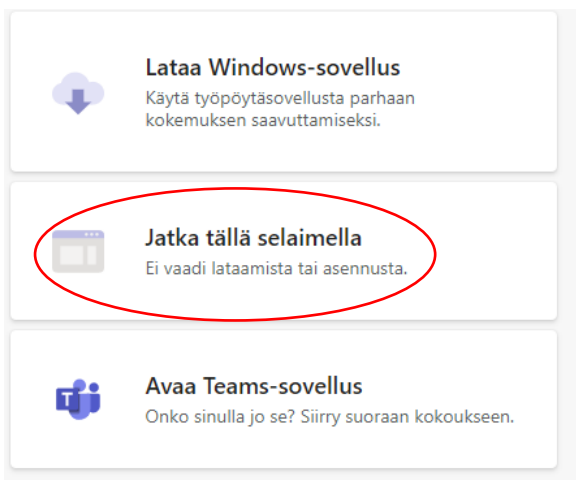 Lataa Windows-sovellus
Käytä työpöytäsovellusta parhaan
kokemuksen saavuttamiseksi.
Jatka tällä selaimella
Ei vaadi lataamista tai asennusta.
T
Avaa Teams-sovellus
Onko sinulla jo se? Siirry suoraan kokoukseen.